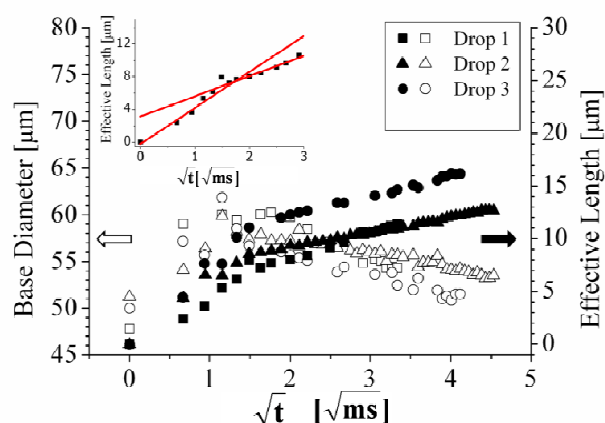 80
75
70
65
60
55
50
45
Base Diameter [μm]
12
8
4
0
Effective Length [μm]
0 1 2 3
√t[√ms]
Drop 1
Drop 2
Drop 3
30
25
20
15
10
5
0
Effective Length [μm]
0 1 2 3 4 5
√t [√ms]